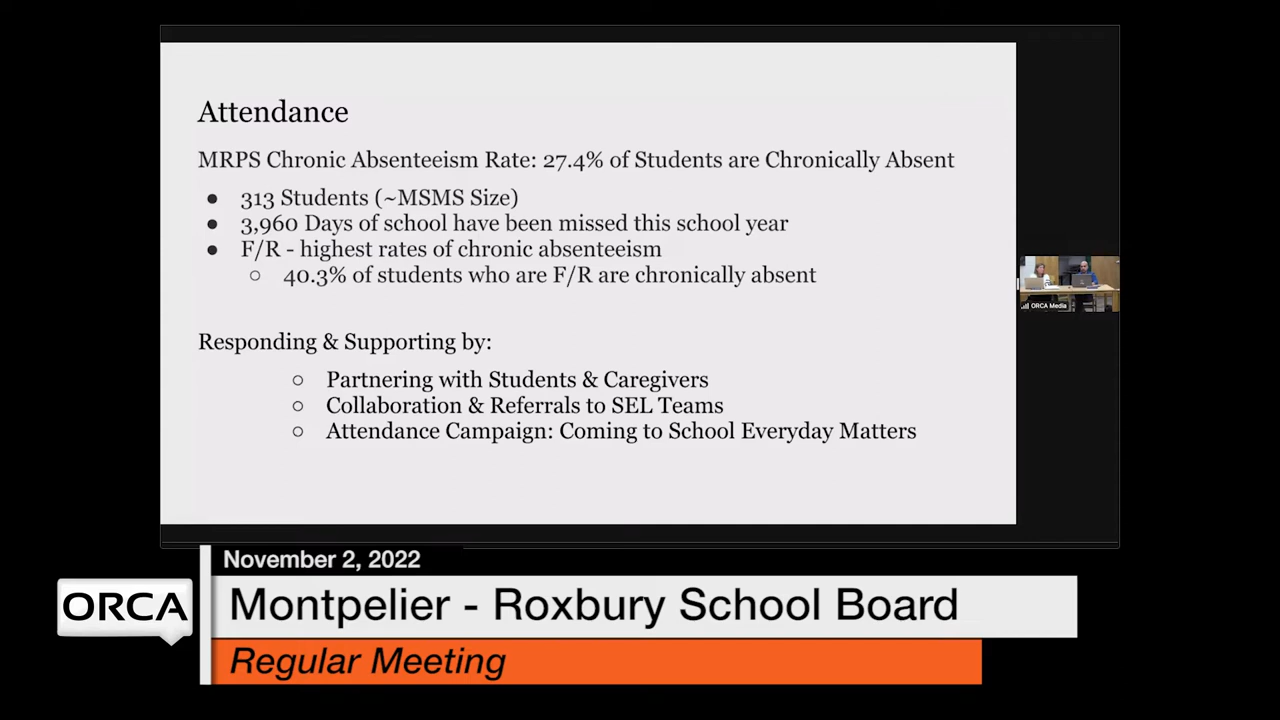 Attendance
MRPS Chronic Absenteeism Rate: 27.4% of Students are Chronically Absent
● 313 Students (~MSMS Size)
● 3,960 Days of school have been missed this school year
● F/R - highest rates of chronic absenteeism
○ 40.3% of students who are F/R are chronically absent
Responding & Supporting by:
○ Partnering with Students & Caregivers
○ Collaboration & Referrals to SEL Teams
○ Attendance Campaign: Coming to School Everyday Matters
ORCA Media
November 2, 2022
ORCA
Montpelier - Roxbury School Board
Regular Meeting